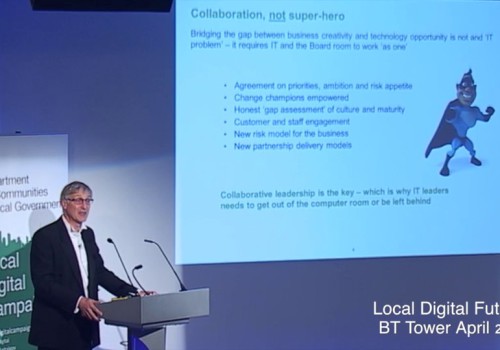 Collaboration, not super-hero
Bridging the gap between business creativity and technology opportunity is not and 'IT
problem' – it requires IT and the Board room to work 'as one'
• Agreement on priorities, ambition and risk appetite
• Change champions empowered
• Honest 'gap assessment' of culture and maturity
• Customer and staff engagement
• New risk model for the business
• New partnership delivery models
Collaborative leadership is the key – which is why IT leaders
needs to get out of the computer room or be left behind
partment
Communities
cal Government
Local
Digital
Campa
Local Digital Futu
BT Tower April 2